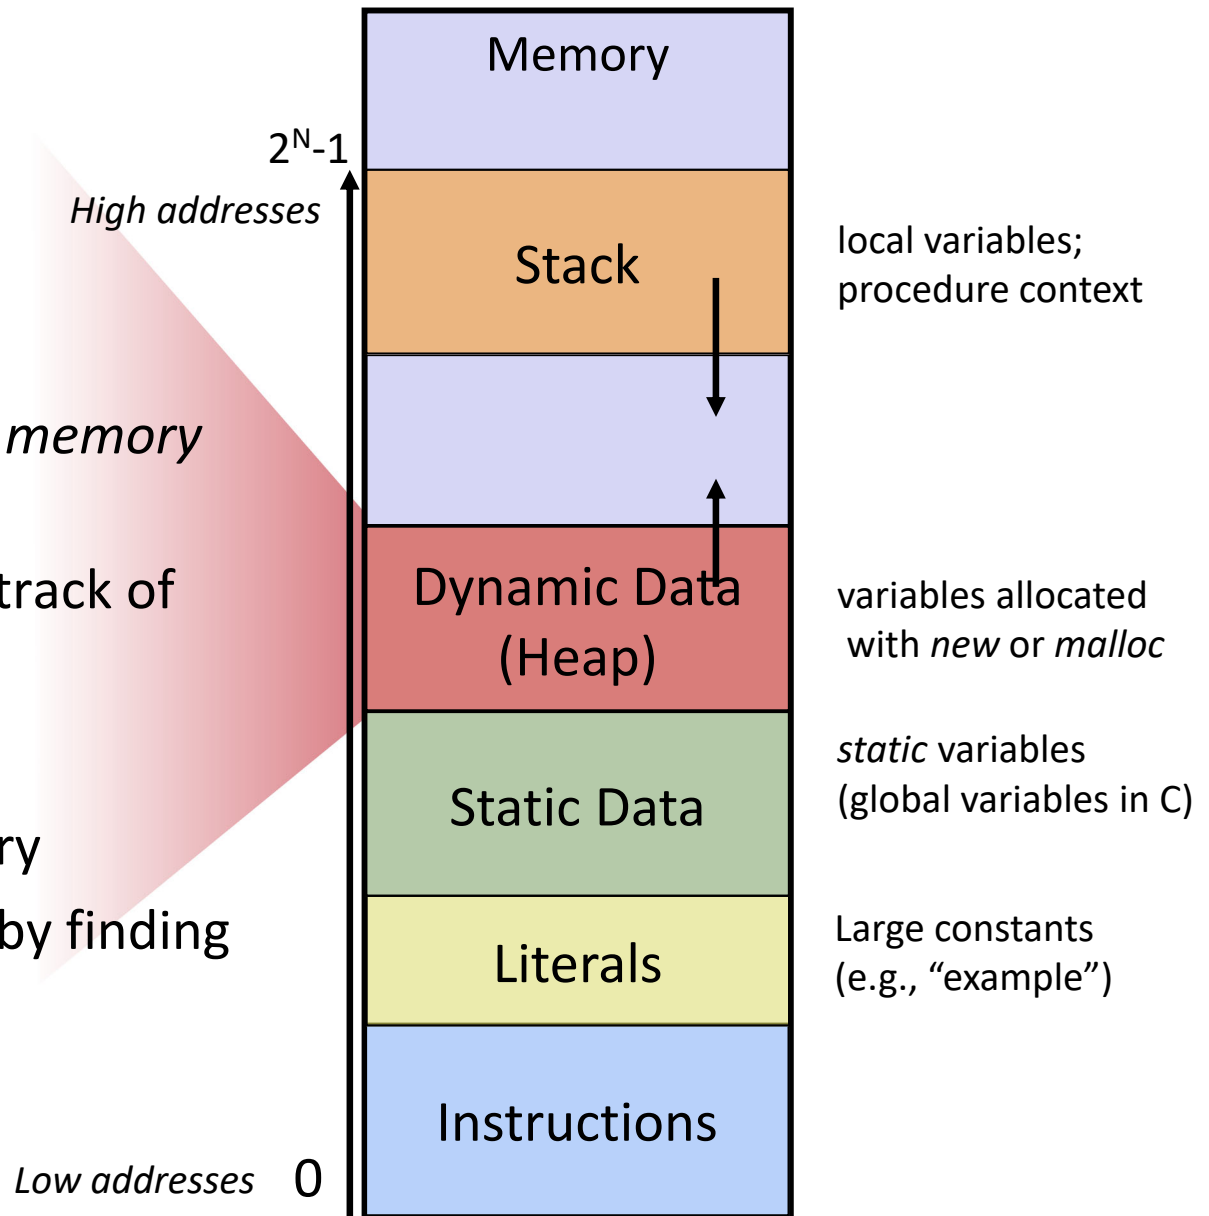 Memory
2ᴺ-1
High addresses
Stack
local variables;
procedure context
memory
track of
Dynamic Data
(Heap)
variables allocated
with new or malloc
static variables
(global variables in C)
Static Data
ry
by finding
Literals
Large constants
(e.g., “example”)
Instructions
Low addresses 0